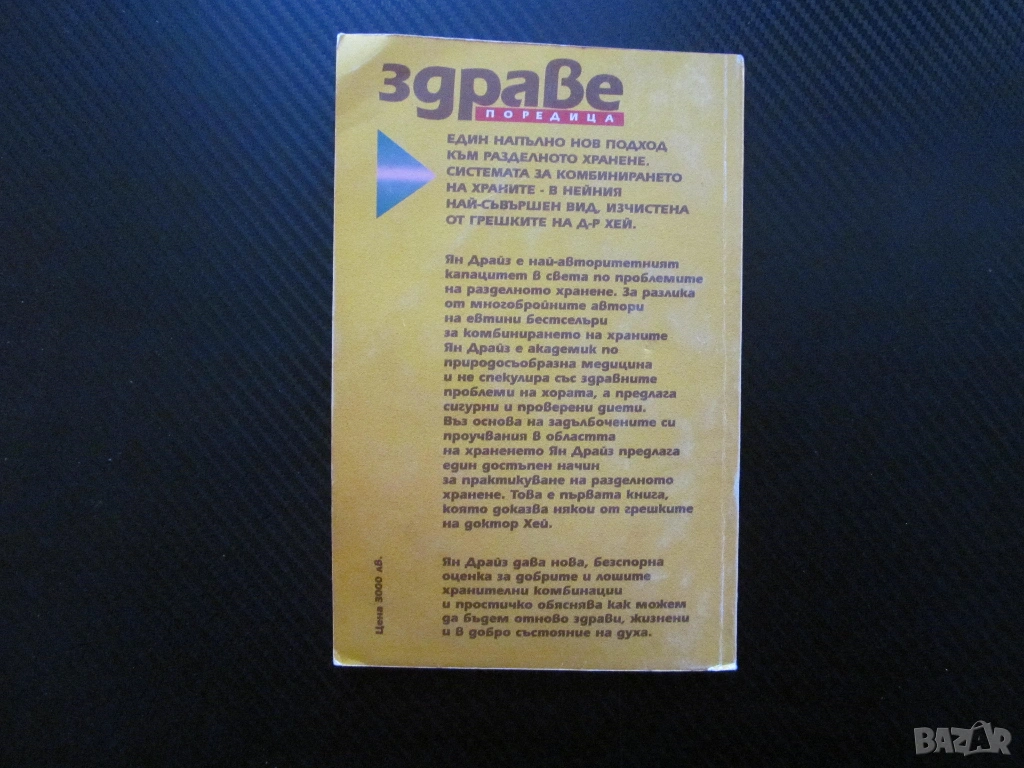 здраве
ПОРЕДИЦА
ЕДИН НАПЪЛНО НОВ ПОДХОД
КЪМ РАЗДЕЛНОТО ХРАНЕНЕ.
СИСТЕМАТА ЗА КОМБИНИРАНЕТО
НА ХРАНИТЕ - В НЕЙНИЯ
НАЙ-СЪВЪРШЕН ВИД, ИЗЧИСТЕНА
ОТ ГРЕШКИТЕ НА Д-Р ХЕЙ.
Ян Драйз е най-авторитетният
капацитет в света по проблемите
на разделното хранене. За разлика
от многобройните автори
на евтини бестселъри
за комбинирането на храните
Ян Драйз е академик по
природосъобразна медицина
и не спекулира със здравните
проблеми на хората, а предлага
сигурни и проверени диети.
Въз основа на задълбочените си
проучвания в областта
на храненето Ян Драйз предлага
един достъпен начин
за практикуване на разделното
хранене. Това е първата книга,
която доказва някои от грешките
на доктор Хей.
Ян Драйз дава нова, безспорна
оценка за добрите и лошите
хранителни комбинации
и простичко обяснява как можем
да бъдем отново здрави, жизнени
и в добро състояние на духа.
Цена 3000 лв.
BAZAR